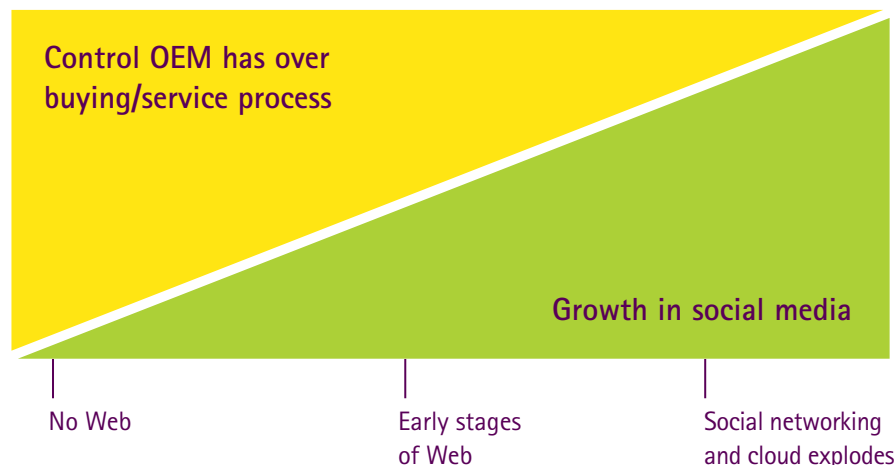 Control OEM has over
buying/service process
Growth in social media
No Web
Early stages
of Web
Social networking
and cloud explodes